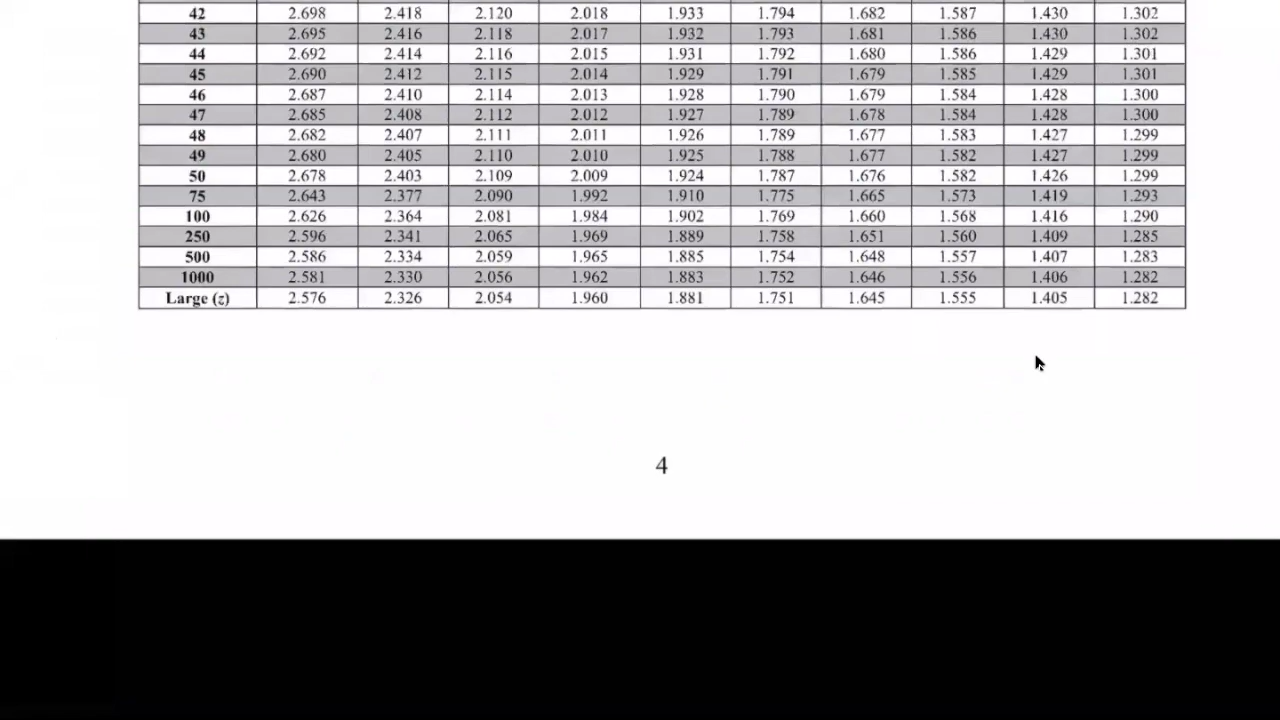 42 2.698 2.418 2.120 2.018 1.933 1.794 1.682 1.587 1.430 1.302
43 2.695 2.416 2.118 2.017 1.932 1.793 1.681 1.586 1.430 1.302
44 2.692 2.414 2.116 2.015 1.931 1.792 1.680 1.586 1.429 1.301
45 2.690 2.412 2.115 2.014 1.929 1.791 1.679 1.585 1.429 1.301
46 2.687 2.410 2.114 2.013 1.928 1.790 1.679 1.584 1.428 1.300
47 2.685 2.408 2.112 2.012 1.927 1.789 1.678 1.584 1.428 1.300
48 2.682 2.407 2.111 2.011 1.926 1.789 1.677 1.583 1.427 1.299
49 2.680 2.405 2.110 2.010 1.925 1.788 1.677 1.582 1.427 1.299
50 2.678 2.403 2.109 2.009 1.924 1.787 1.676 1.582 1.426 1.299
75 2.643 2.377 2.090 1.992 1.910 1.775 1.665 1.573 1.419 1.293
100 2.626 2.364 2.081 1.984 1.902 1.769 1.660 1.568 1.416 1.290
250 2.596 2.341 2.065 1.969 1.889 1.758 1.651 1.560 1.409 1.285
500 2.586 2.334 2.059 1.965 1.885 1.754 1.648 1.557 1.407 1.283
1000 2.581 2.330 2.056 1.962 1.883 1.752 1.646 1.556 1.406 1.282
Large (z) 2.576 2.326 2.054 1.960 1.881 1.751 1.645 1.555 1.405 1.282
4